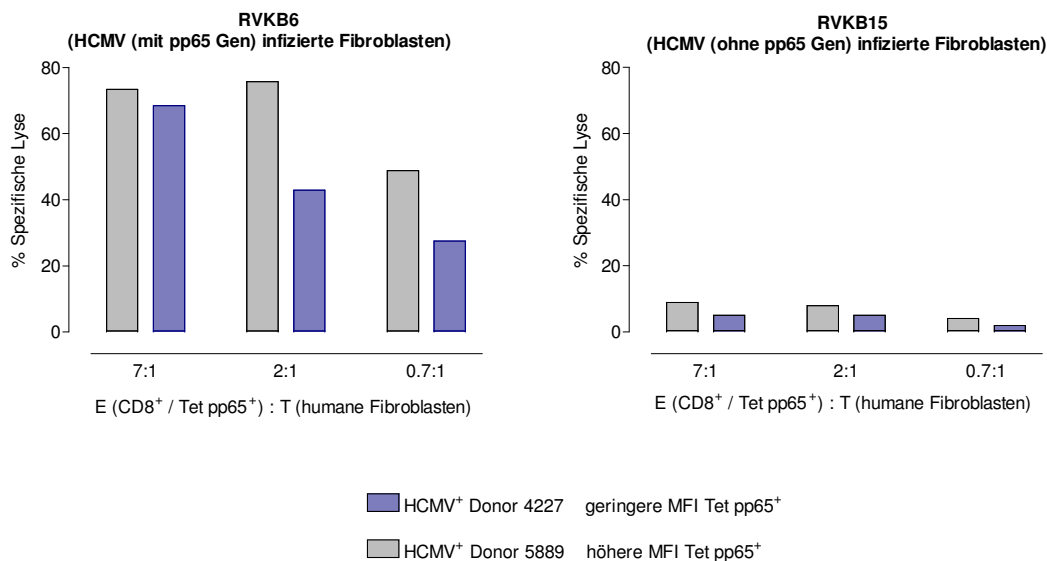 RVKB6
(HCMV (mit pp65 Gen) infizierte Fibroblasten)
80
60
40
20
0
% Spezifische Lyse
7:1
2:1
0.7:1
E (CD8⁺ / Tet pp65⁺) : T (humane Fibroblasten)
RVKB15
(HCMV (ohne pp65 Gen) infizierte Fibroblasten)
80
60
40
20
0
% Spezifische Lyse
7:1
2:1
0.7:1
E (CD8⁺ / Tet pp65⁺) : T (humane Fibroblasten)
HCMV⁺ Donor 4227 geringere MFI Tet pp65⁺
HCMV⁺ Donor 5889 höhere MFI Tet pp65⁺